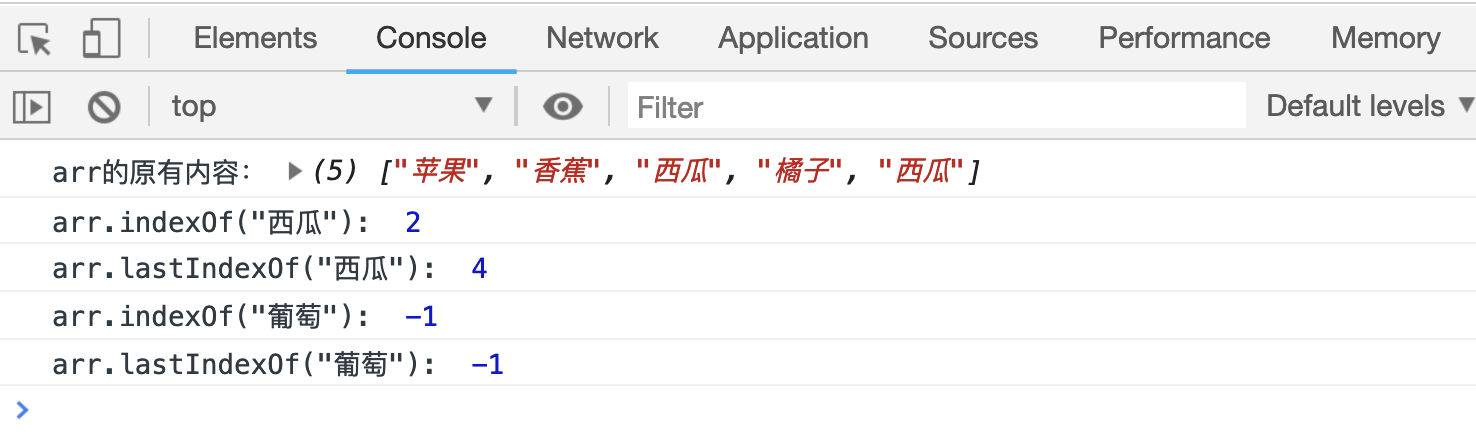 Elements Console Network Application Sources Performance Memory
top Filter Default levels
arr的原有内容: (5) ["苹果", "香蕉", "西瓜", "橘子", "西瓜"]
arr.indexOf("西瓜"): 2
arr.lastIndexOf("西瓜"): 4
arr.indexOf("葡萄"): -1
arr.lastIndexOf("葡萄"): -1